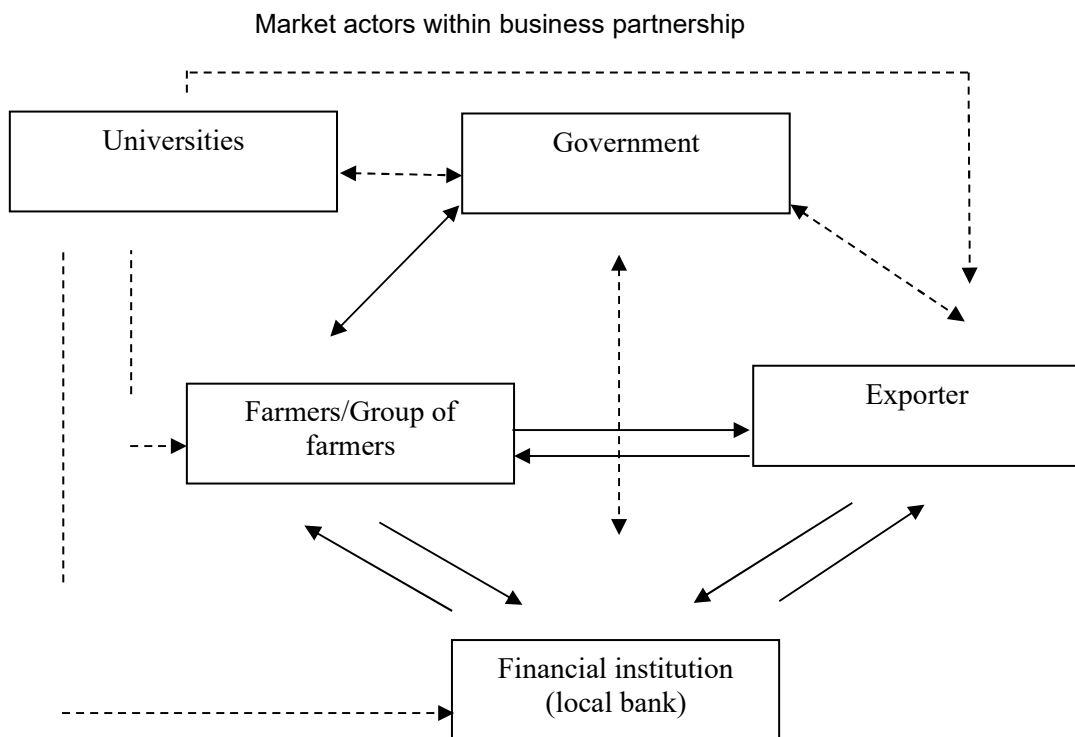 Market actors within business partnership
Universities
Government
Farmers/Group of
farmers
Exporter
Financial institution
(local bank)